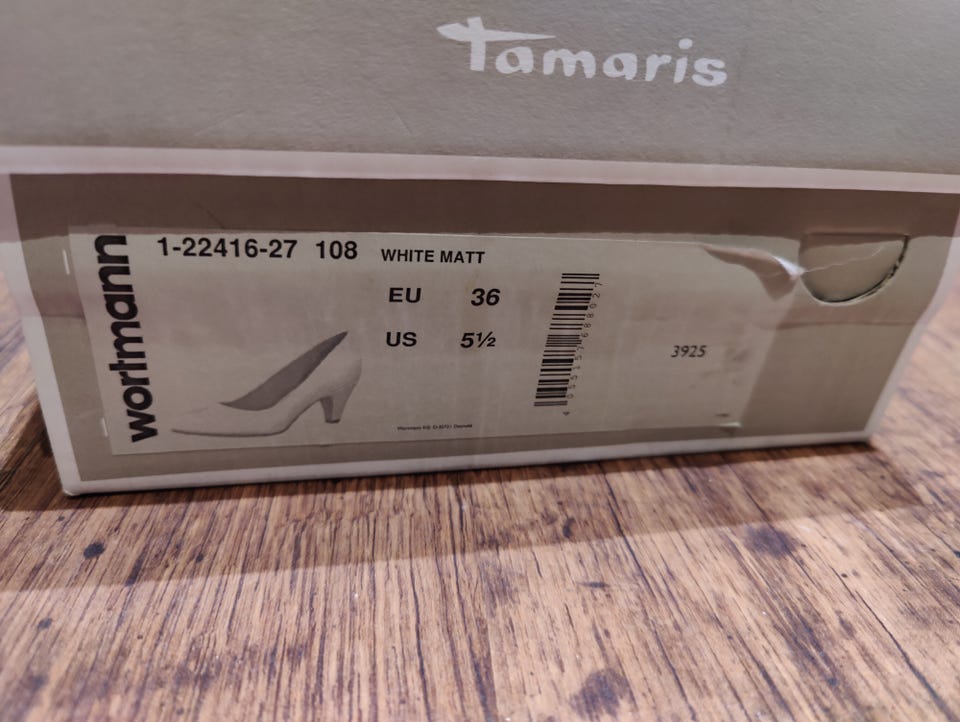 Tamaris
wortmann
1-22416-27 108 WHITE MATT
EU 36
US 5½
3925